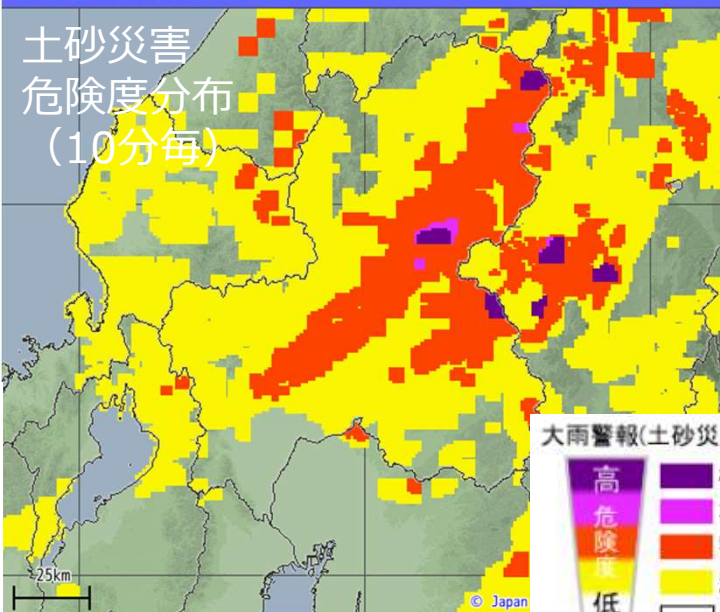 土砂災害
危険度分布
（10分毎）
大雨警報(土砂災
高
危
険
度
低
25km
© Japan